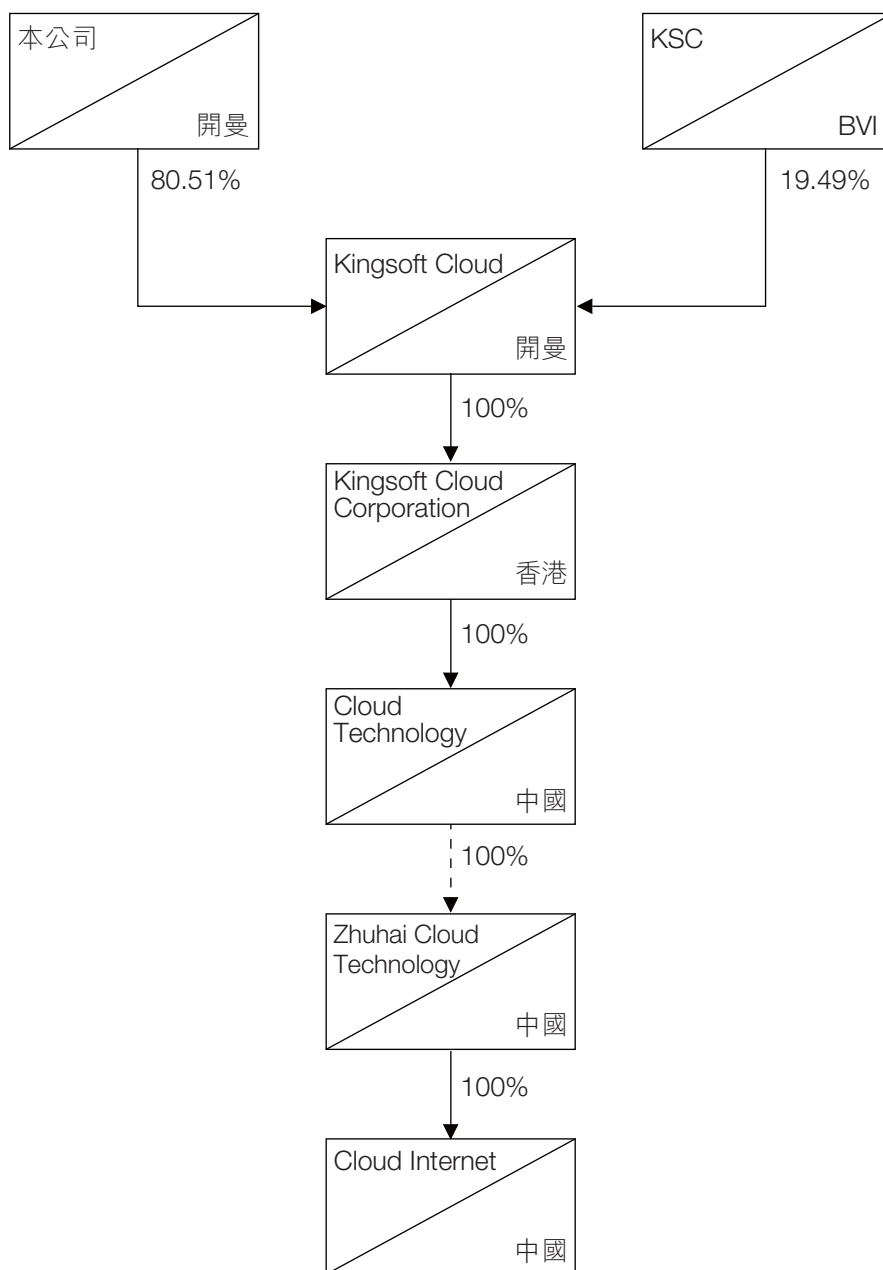 本公司
開曼
KSC
BVI
80.51%
19.49%
Kingsoft Cloud
開曼
100%
Kingsoft Cloud
Corporation
香港
100%
Cloud
Technology
中國
100%
Zhuhai Cloud
Technology
中國
100%
Cloud Internet
中國